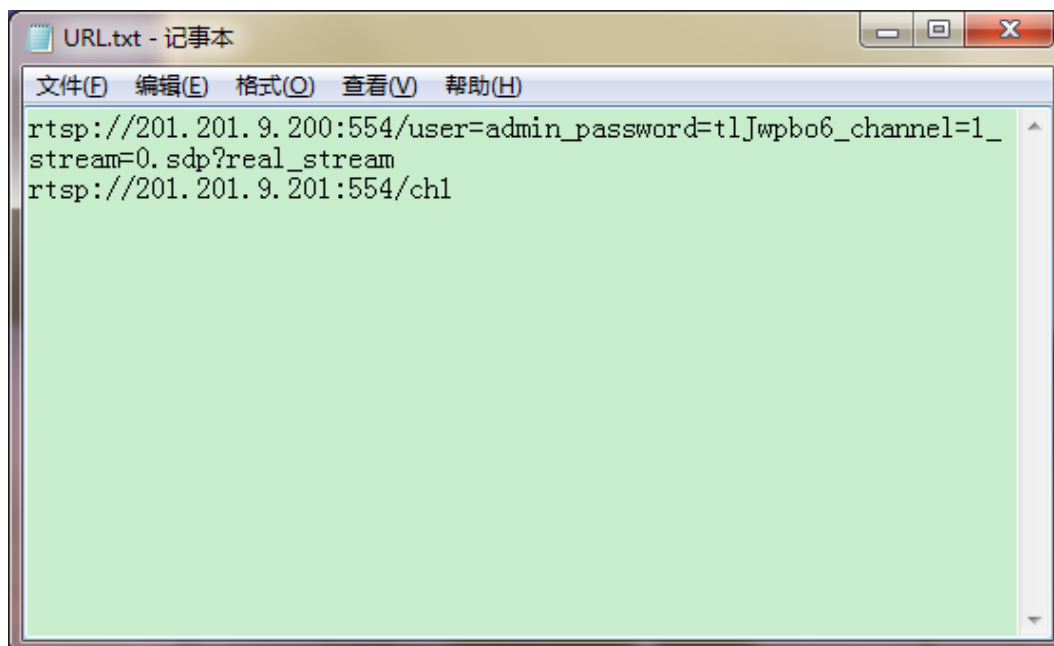 URL.txt - 记事本
文件(F) 编辑(E) 格式(O) 查看(V) 帮助(H)
rtsp://201.201.9.200:554/user=admin_password=tlJwpbo6_channel=1_
stream=0.sdp?real_stream
rtsp://201.201.9.201:554/ch1